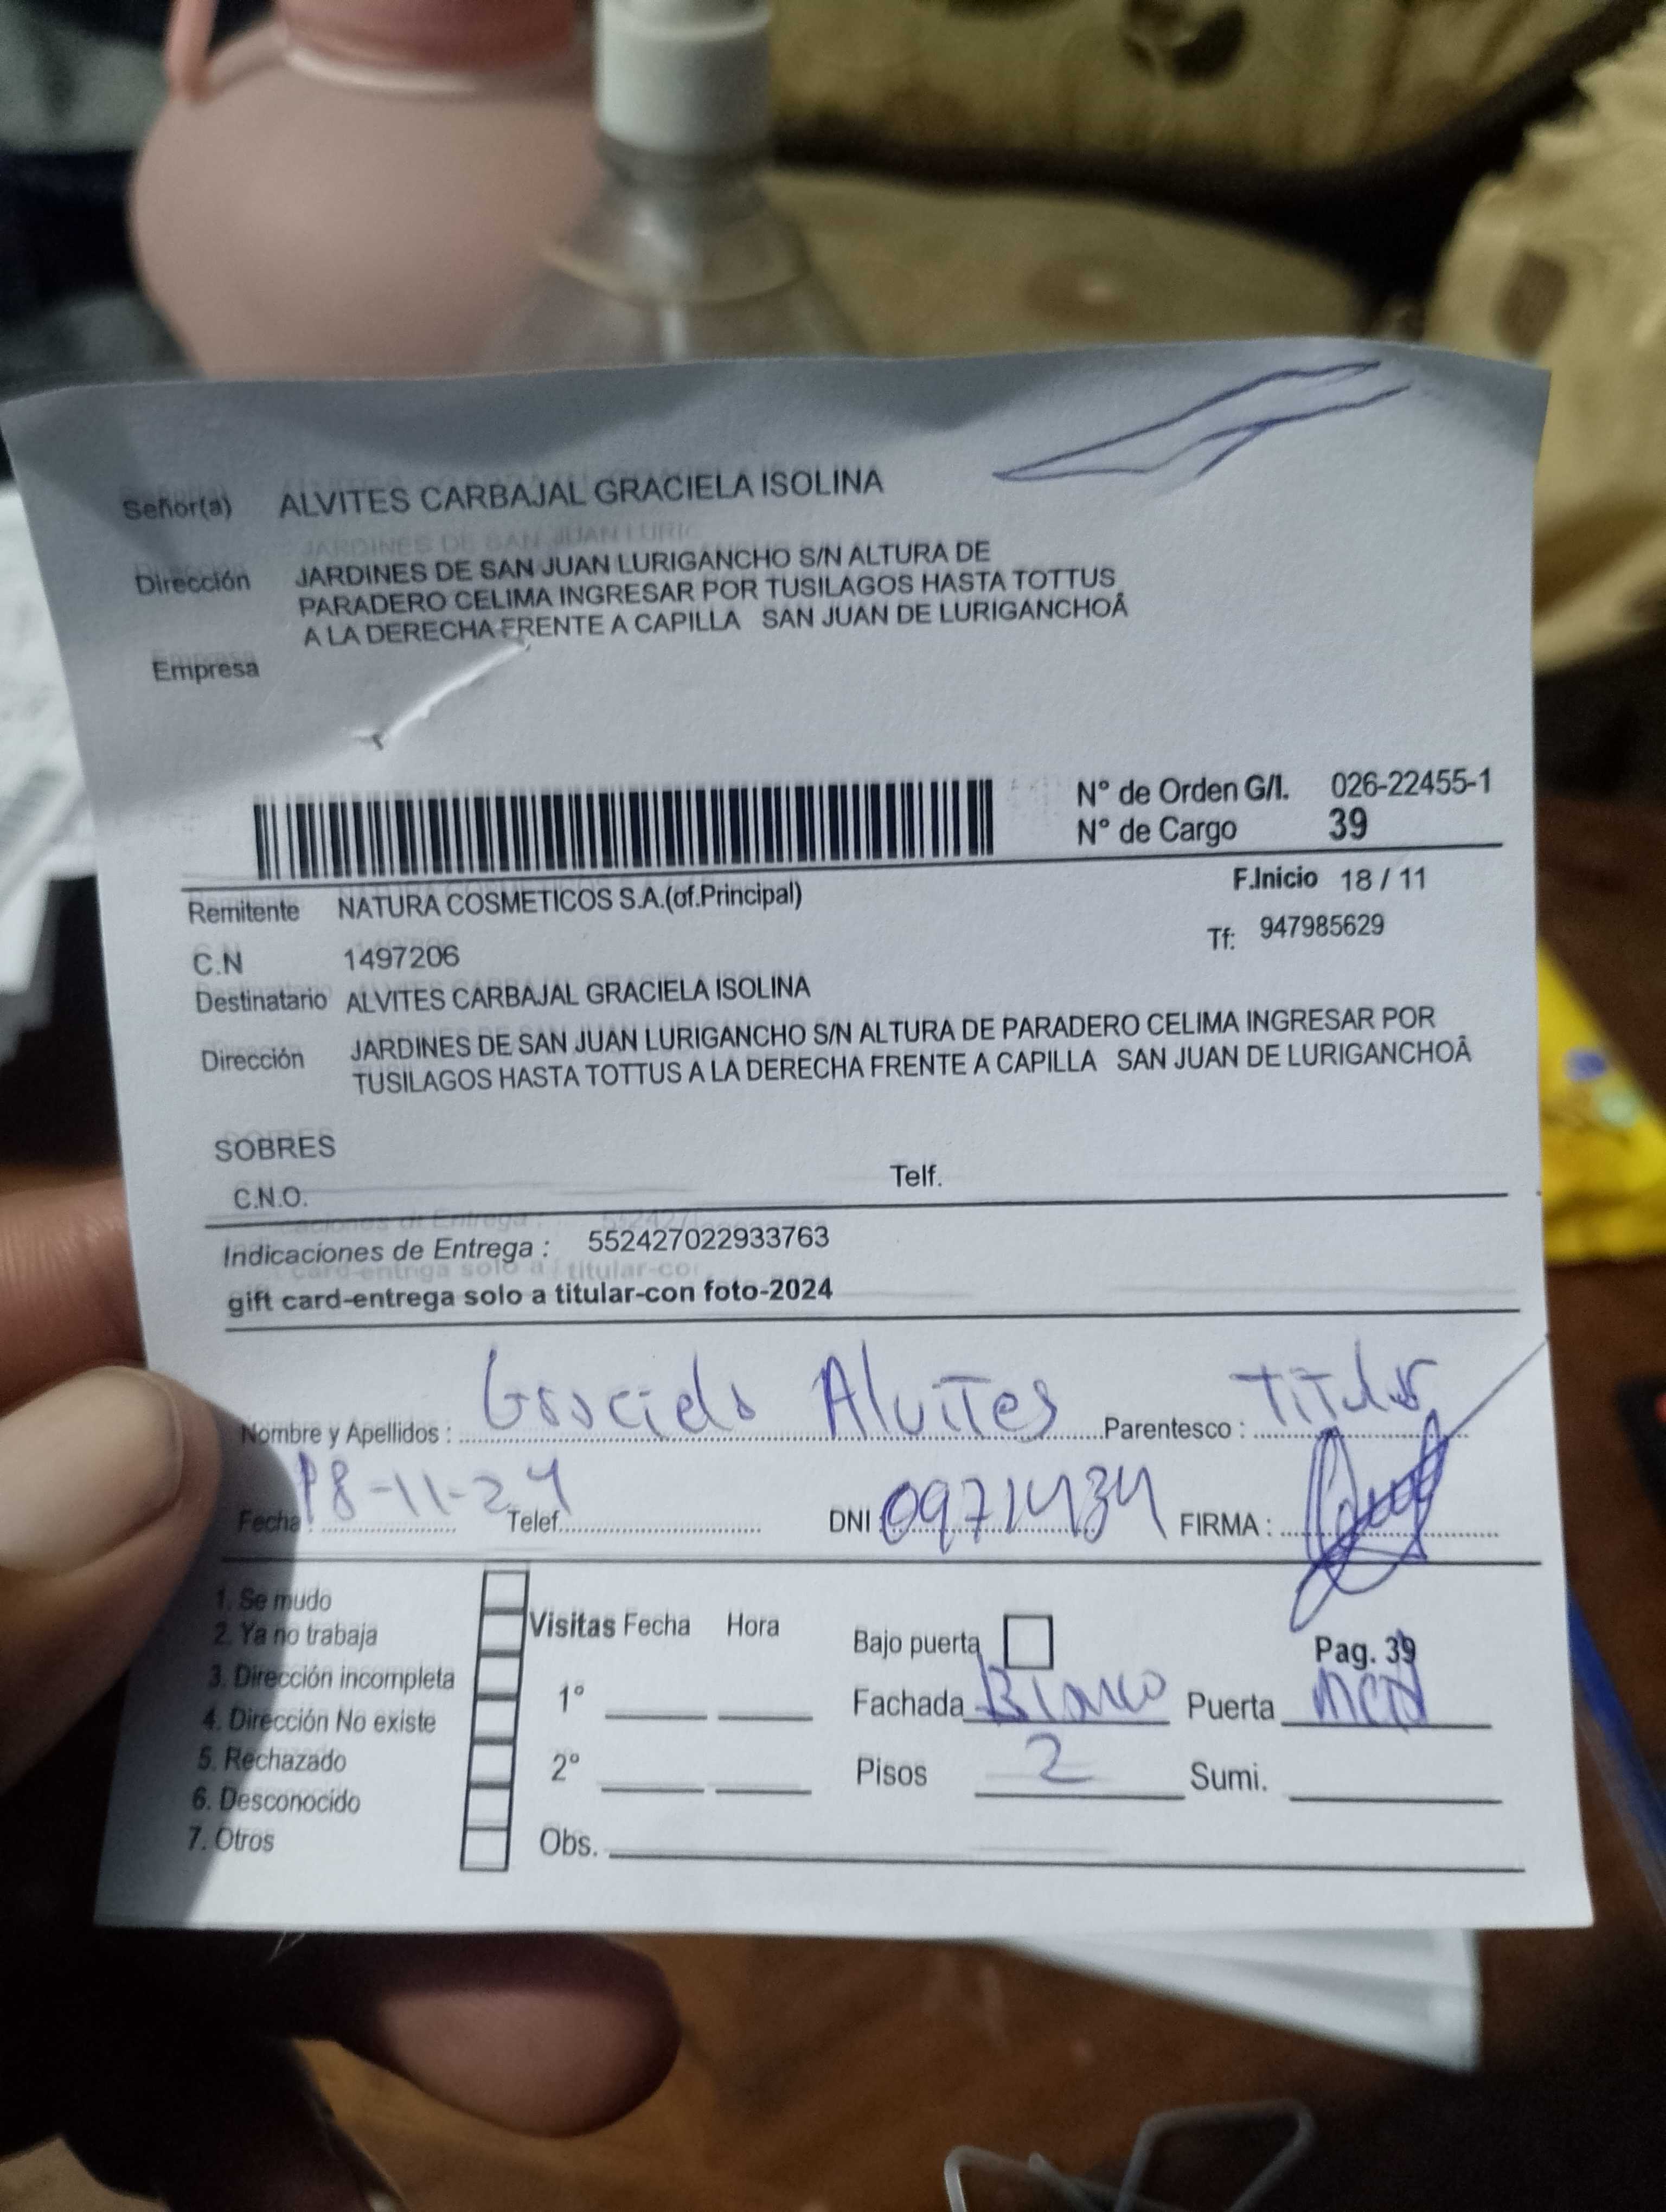 Señor(a) ALVITES CARBAJAL GRACIELA ISOLINA
Dirección JARDINES DE SAN JUAN LURIGANCHO S/N ALTURA DE
PARADERO CELIMA INGRESAR POR TUSILAGOS HASTA TOTTUS
A LA DERECHA FRENTE A CAPILLA SAN JUAN DE LURIGANCHOÂ
Empresa
N° de Orden G/I. 026-22455-1
N° de Cargo 39
F.Inicio 18 / 11
Remitente NATURA COSMETICOS S.A.(of.Principal)
Tf: 947985629
C.N 1497206
Destinatario ALVITES CARBAJAL GRACIELA ISOLINA
Dirección JARDINES DE SAN JUAN LURIGANCHO S/N ALTURA DE PARADERO CELIMA INGRESAR POR
TUSILAGOS HASTA TOTTUS A LA DERECHA FRENTE A CAPILLA SAN JUAN DE LURIGANCHOÂ
SOBRES
C.N.O. Telf.
Indicaciones de Entrega : 552427022933763
gift card-entrega solo a titular-con foto-2024
Nombre y Apellidos : Graciela Alvites Parentesco : Titular
Fecha : 18-11-24 Telef. DNI 09714734 FIRMA :
1. Se mudo
2. Ya no trabaja
3. Dirección incompleta
4. Dirección No existe
5. Rechazado
6. Desconocido
7. Otros
Visitas Fecha Hora
1°
2°
Obs.
Bajo puerta Pag. 39
Fachada Blanco Puerta
Pisos 2 Sumi.